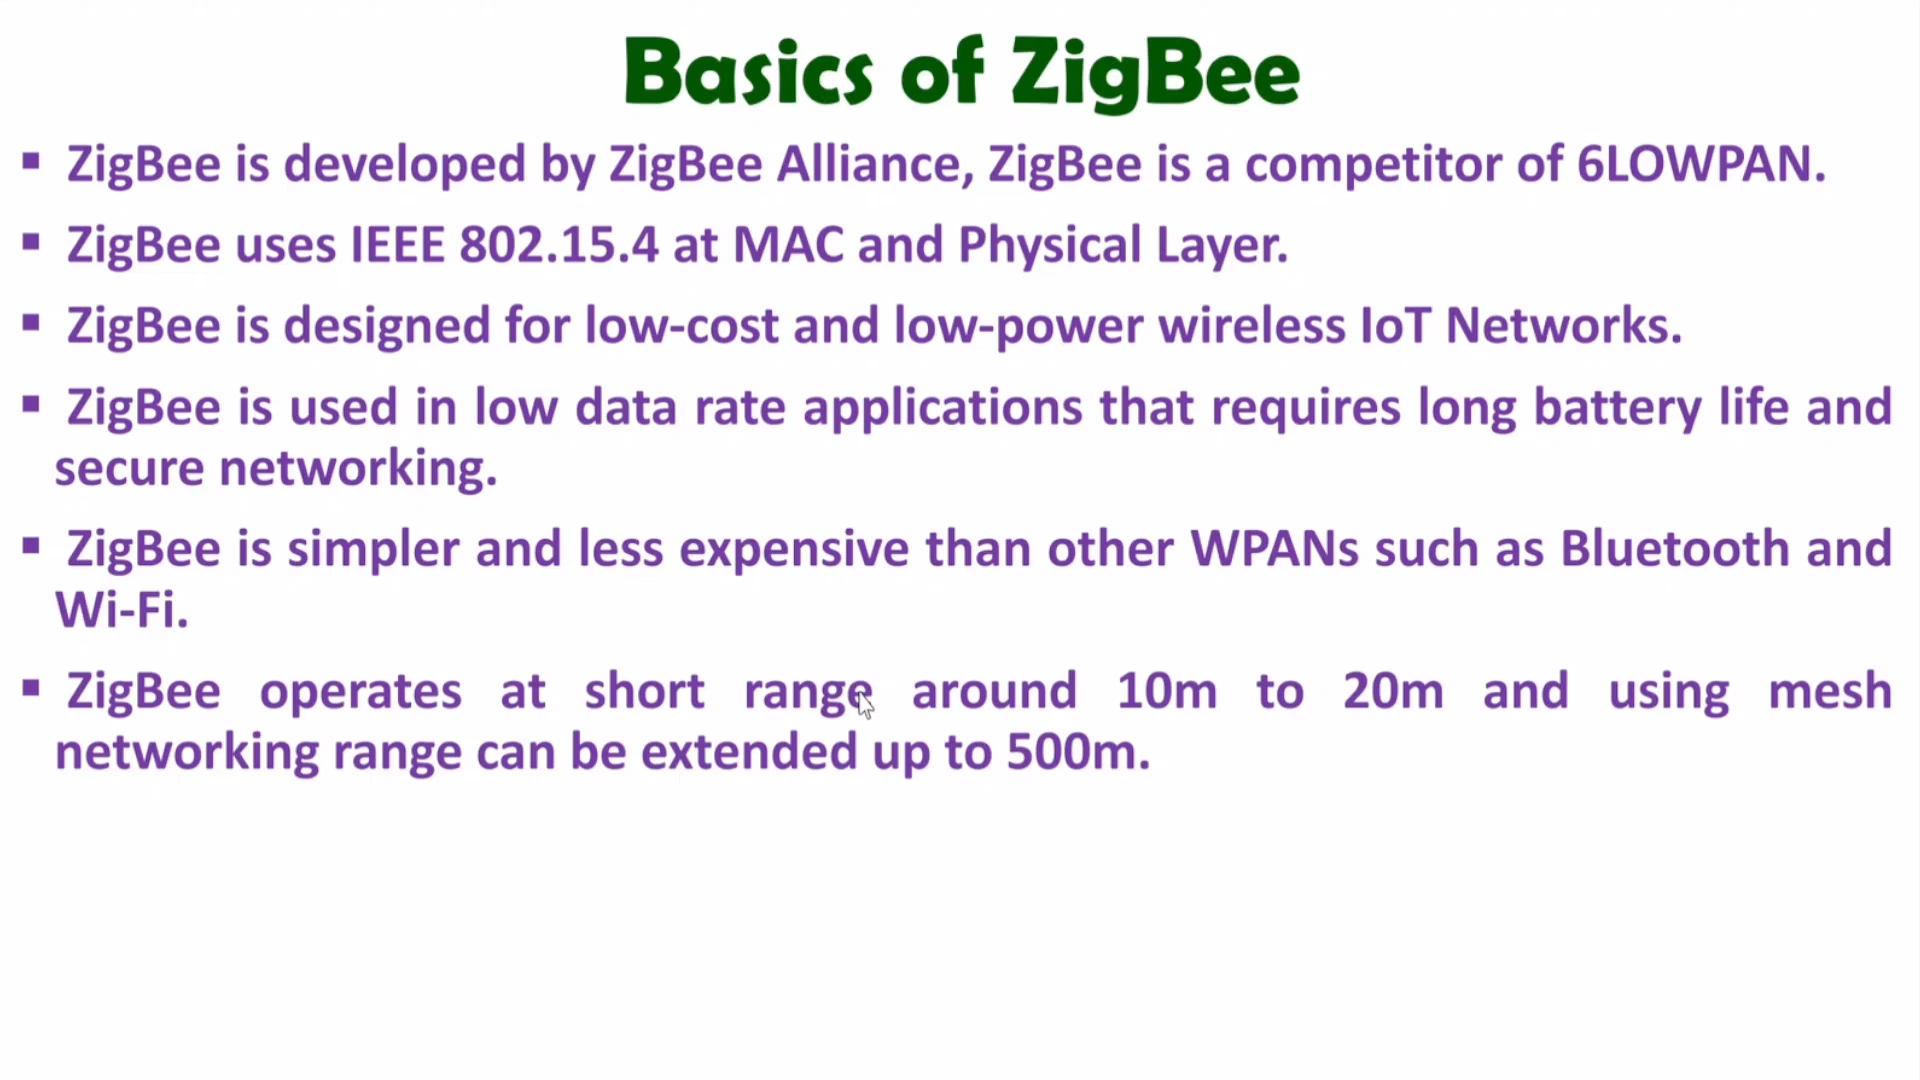 Basics of ZigBee
▪ ZigBee is developed by ZigBee Alliance, ZigBee is a competitor of 6LOWPAN.
▪ ZigBee uses IEEE 802.15.4 at MAC and Physical Layer.
▪ ZigBee is designed for low-cost and low-power wireless IoT Networks.
▪ ZigBee is used in low data rate applications that requires long battery life and
secure networking.
▪ ZigBee is simpler and less expensive than other WPANs such as Bluetooth and
Wi-Fi.
▪ ZigBee operates at short range around 10m to 20m and using mesh
networking range can be extended up to 500m.